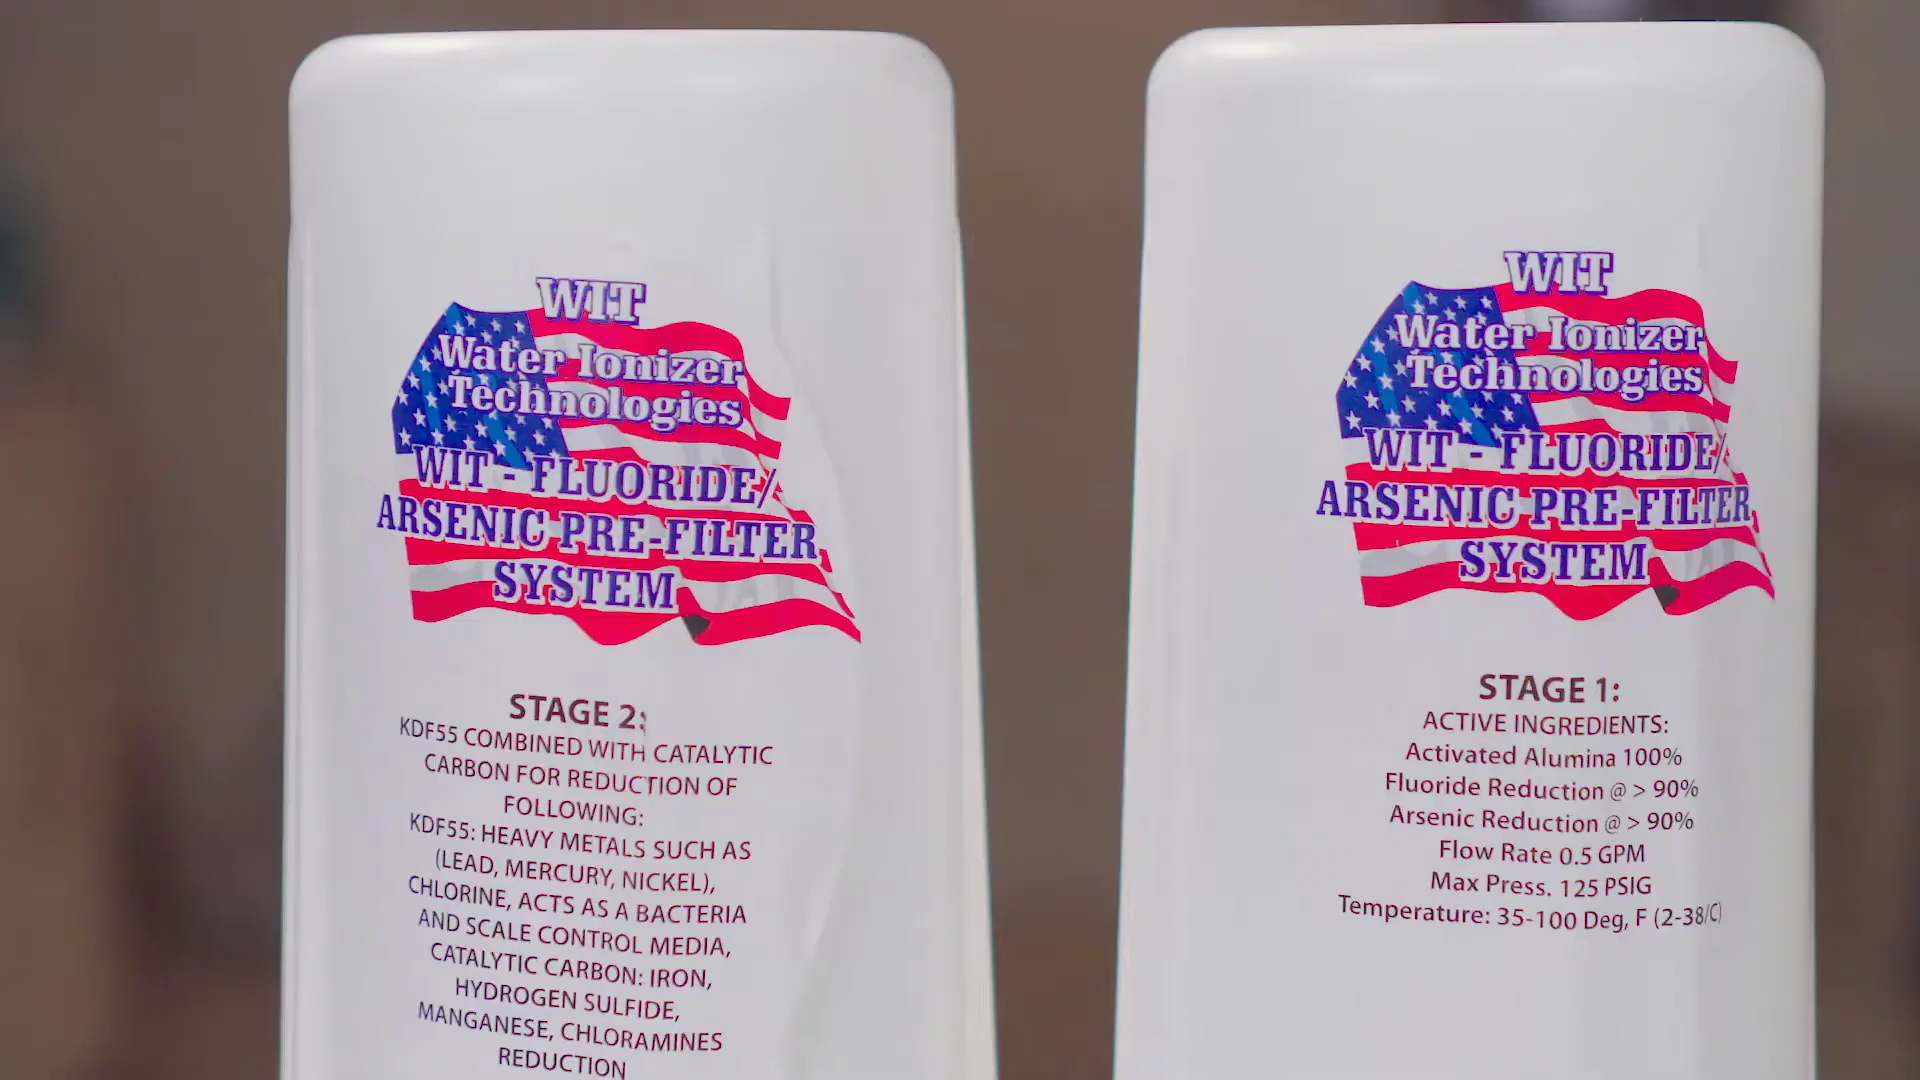 WIT
Water Ionizer
Technologies
WIT - FLUORIDE/
ARSENIC PRE-FILTER
SYSTEM
STAGE 2:
KDF55 COMBINED WITH CATALYTIC
CARBON FOR REDUCTION OF
FOLLOWING:
KDF55: HEAVY METALS SUCH AS
(LEAD, MERCURY, NICKEL),
CHLORINE, ACTS AS A BACTERIA
AND SCALE CONTROL MEDIA,
CATALYTIC CARBON: IRON,
HYDROGEN SULFIDE,
MANGANESE, CHLORAMINES
REDUCTION
WIT
Water Ionizer
Technologies
WIT - FLUORIDE/
ARSENIC PRE-FILTER
SYSTEM
STAGE 1:
ACTIVE INGREDIENTS:
Activated Alumina 100%
Fluoride Reduction @ > 90%
Arsenic Reduction @ > 90%
Flow Rate 0.5 GPM
Max Press. 125 PSIG
Temperature: 35-100 Deg, F (2-38/C)